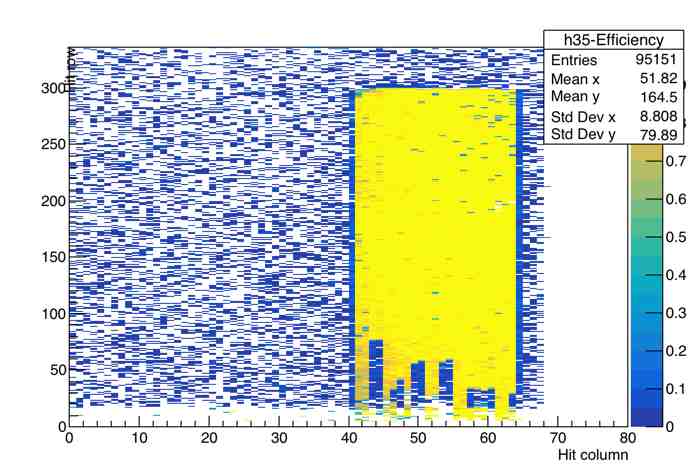 h35-Efficiency
Entries 95151
Mean x 51.82
Mean y 164.5
Std Dev x 8.808
Std Dev y 79.89
300
250
200
150
100
50
0
0 10 20 30 40 50 60 70 80
Hit column
0.7
0.6
0.5
0.4
0.3
0.2
0.1
0